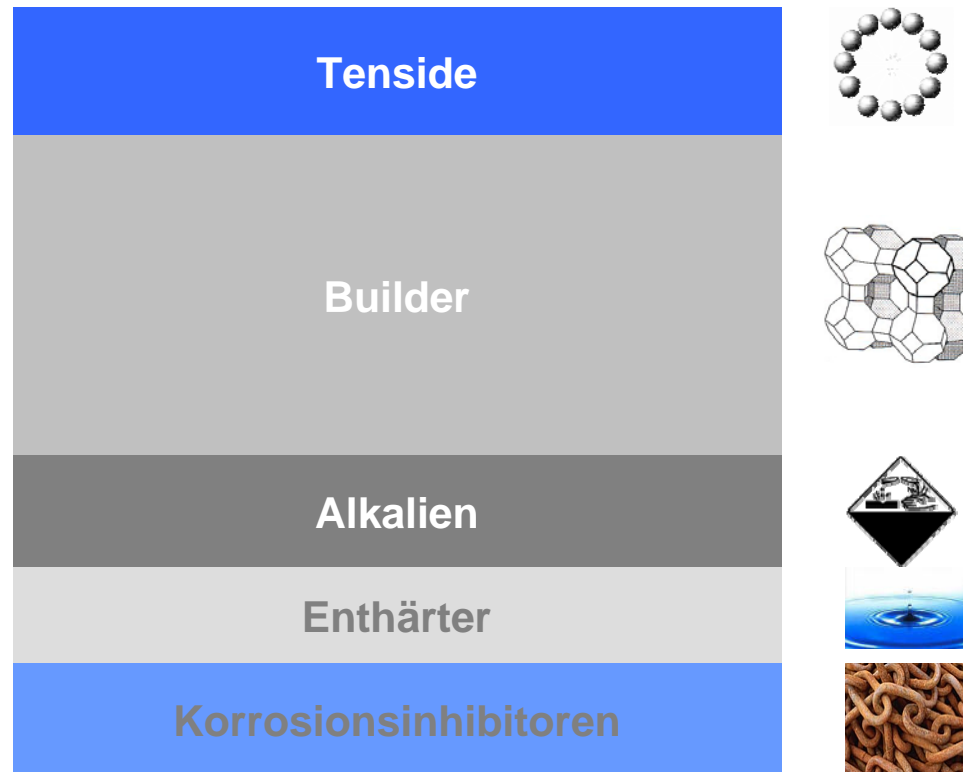 Tenside
Builder
Alkalien
Enthärter
Korrosionsinhibitoren